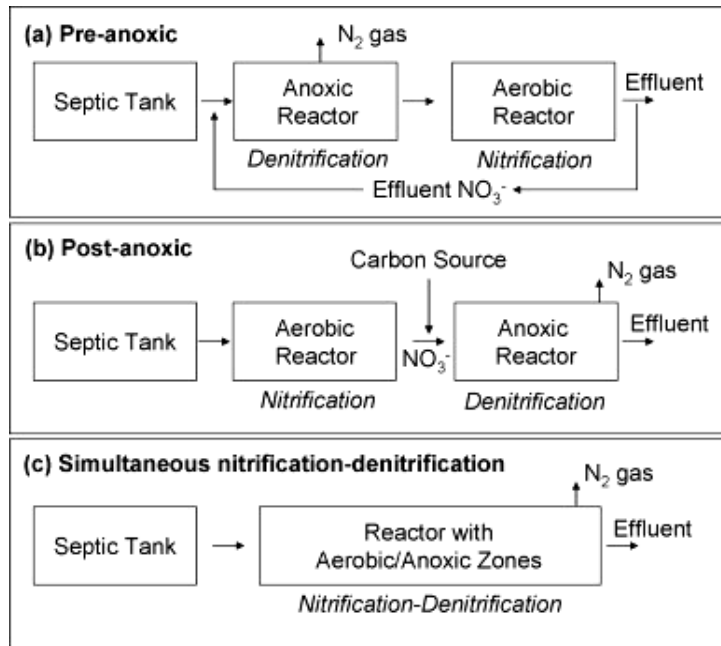 (a) Pre-anoxic
N₂ gas
Septic Tank
Anoxic
Reactor
Denitrification
Aerobic
Reactor
Nitrification
Effluent
Effluent NO₃⁻
(b) Post-anoxic
Carbon Source
N₂ gas
Septic Tank
Aerobic
Reactor
Nitrification
NO₃⁻
Anoxic
Reactor
Denitrification
Effluent
(c) Simultaneous nitrification-denitrification
N₂ gas
Septic Tank
Reactor with
Aerobic/Anoxic Zones
Effluent
Nitrification-Denitrification